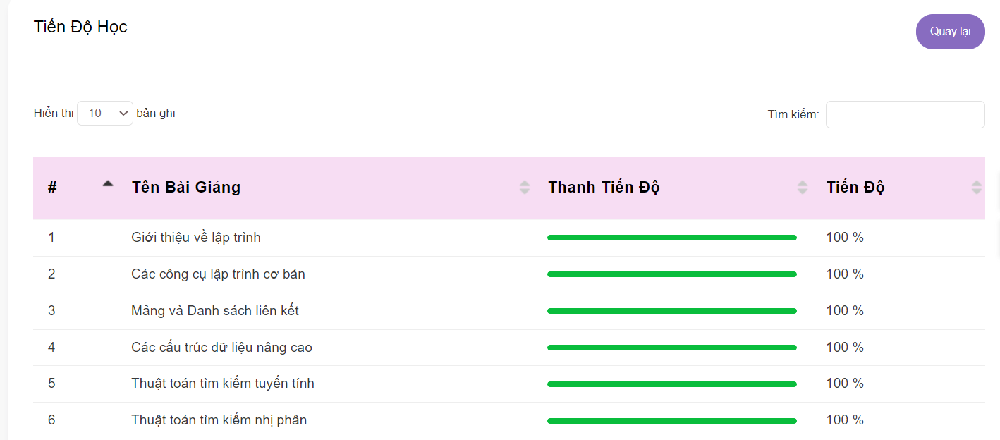 Tiến Độ Học
Quay lại
Hiển thị 10 bản ghi
Tìm kiếm:
# Tên Bài Giảng Thanh Tiến Độ Tiến Độ
1 Giới thiệu về lập trình 100 %
2 Các công cụ lập trình cơ bản 100 %
3 Mảng và Danh sách liên kết 100 %
4 Các cấu trúc dữ liệu nâng cao 100 %
5 Thuật toán tìm kiếm tuyến tính 100 %
6 Thuật toán tìm kiếm nhị phân 100 %